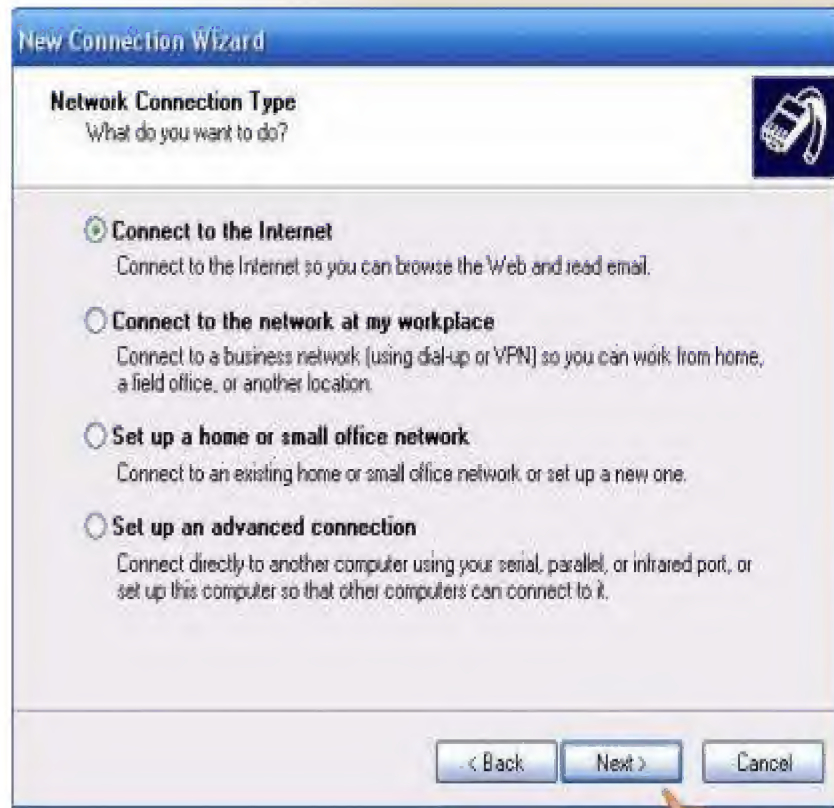 New Connection Wizard
Network Connection Type
What do you want to do?
Connect to the Internet
Connect to the Internet so you can browse the Web and read email.
Connect to the network at my workplace
Connect to a business network (using dial-up or VPN) so you can work from home,
a field office, or another location.
Set up a home or small office network
Connect to an existing home or small office network or set up a new one.
Set up an advanced connection
Connect directly to another computer using your serial, parallel, or infrared port, or
set up this computer so that other computers can connect to it.
< Back Next > Cancel